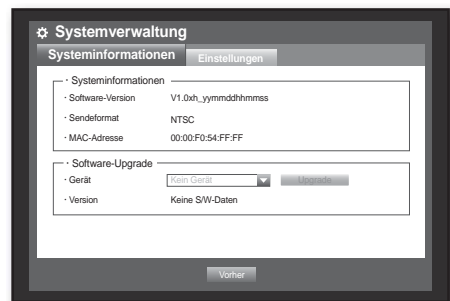 Systemverwaltung
Systeminformationen Einstellungen
· Systeminformationen
· Software-Version V1.0xh_yymmddhhmmss
· Sendeformat NTSC
· MAC-Adresse 00:00:F0:54:FF:FF
· Software-Upgrade
· Gerät Kein Gerät Upgrade
· Version Keine S/W-Daten
Vorher